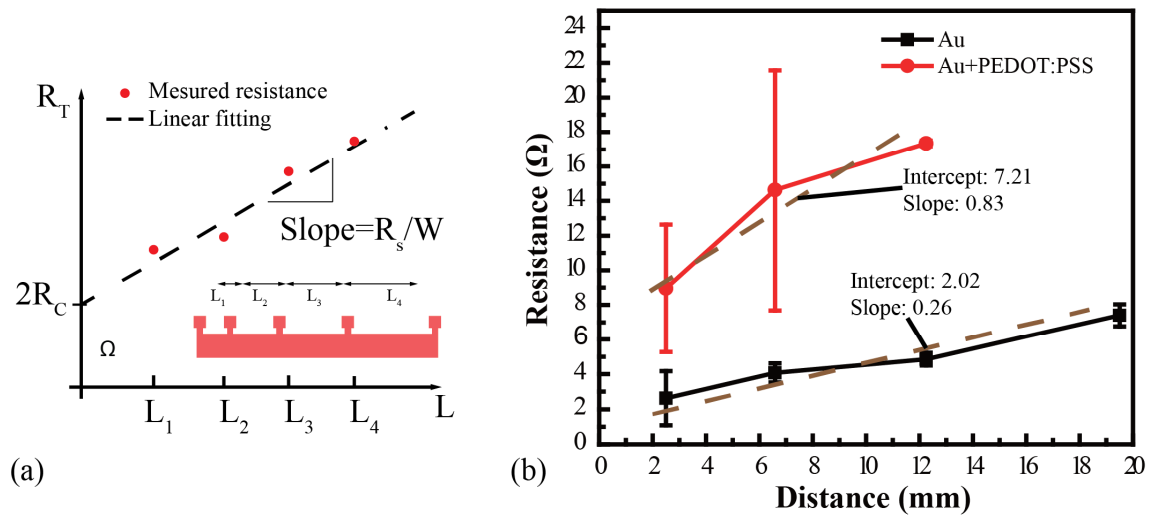 R_T
Mesured resistance
Linear fitting
Slope=R_s/W
2R_C
L_1 L_2 L_3 L_4
Ω
L_1 L_2 L_3 L_4 L
(a)
Au
Au+PEDOT:PSS
Resistance (Ω)
24
22
20
18
16
14
12
10
8
6
4
2
0
Intercept: 7.21
Slope: 0.83
Intercept: 2.02
Slope: 0.26
0 2 4 6 8 10 12 14 16 18 20
Distance (mm)
(b)